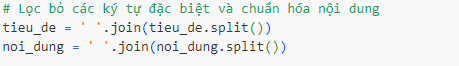 # Lọc bỏ các ký tự đặc biệt và chuẩn hóa nội dung
tieu_de = ' '.join(tieu_de.split())
noi_dung = ' '.join(noi_dung.split())